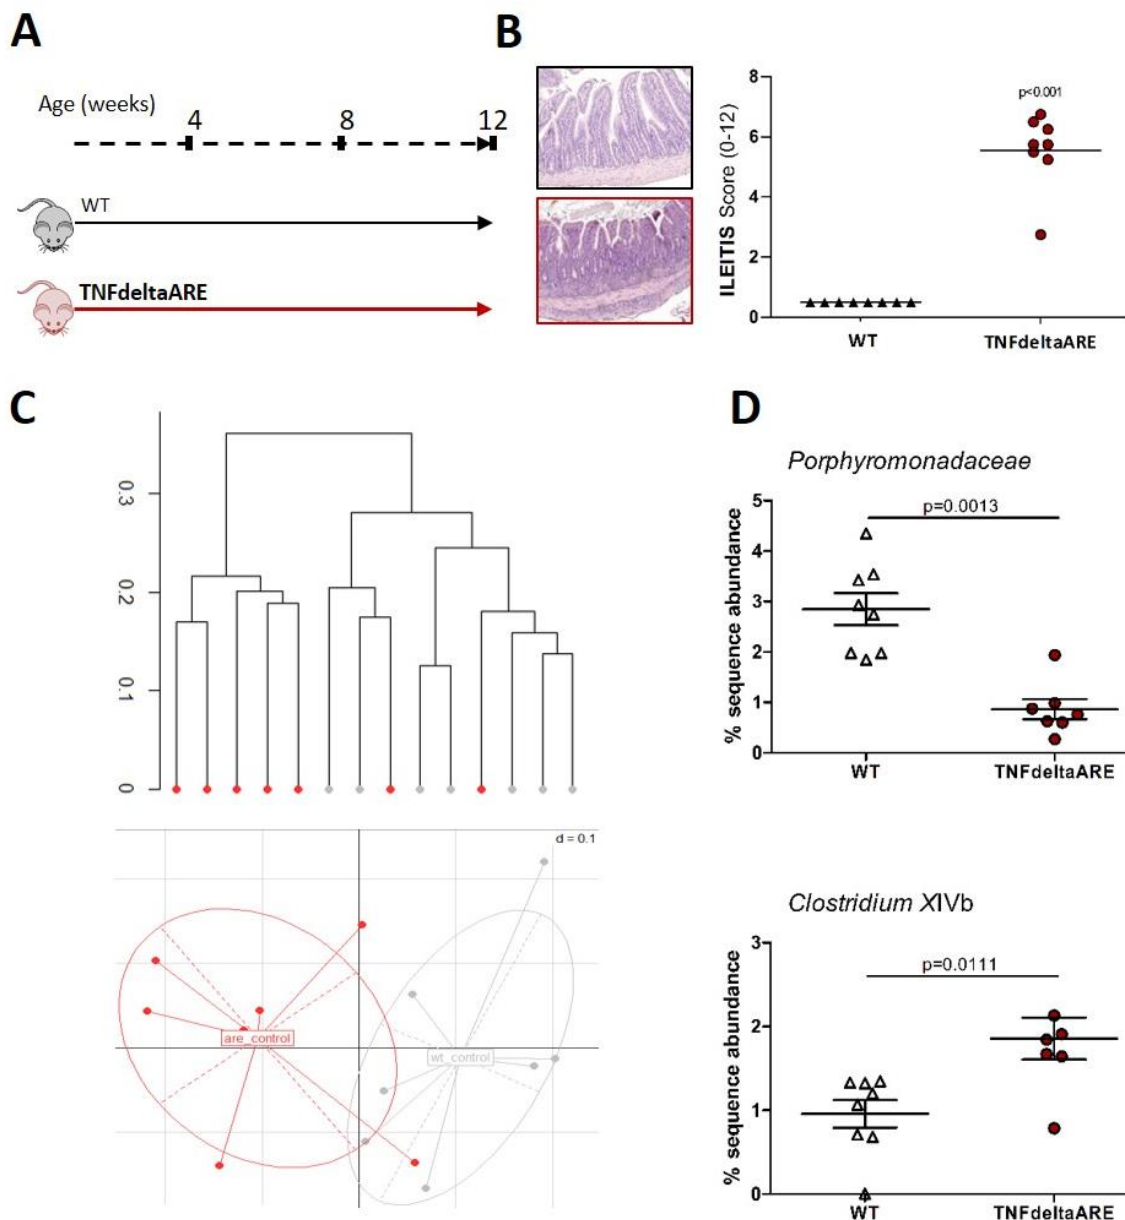 A
Age (weeks)
4
8
12
WT
TNFdeltaARE
B
ILEITIS Score (0-12)
8
6
4
2
0
p<0.001
WT
TNFdeltaARE
C
0.3
0.2
0.1
0
d = 0.1
are_control
wt_control
D
Porphyromonadaceae
% sequence abundance
5
4
3
2
1
0
p=0.0013
WT
TNFdeltaARE
Clostridium XIVb
% sequence abundance
3
2
1
0
p=0.0111
WT
TNFdeltaARE